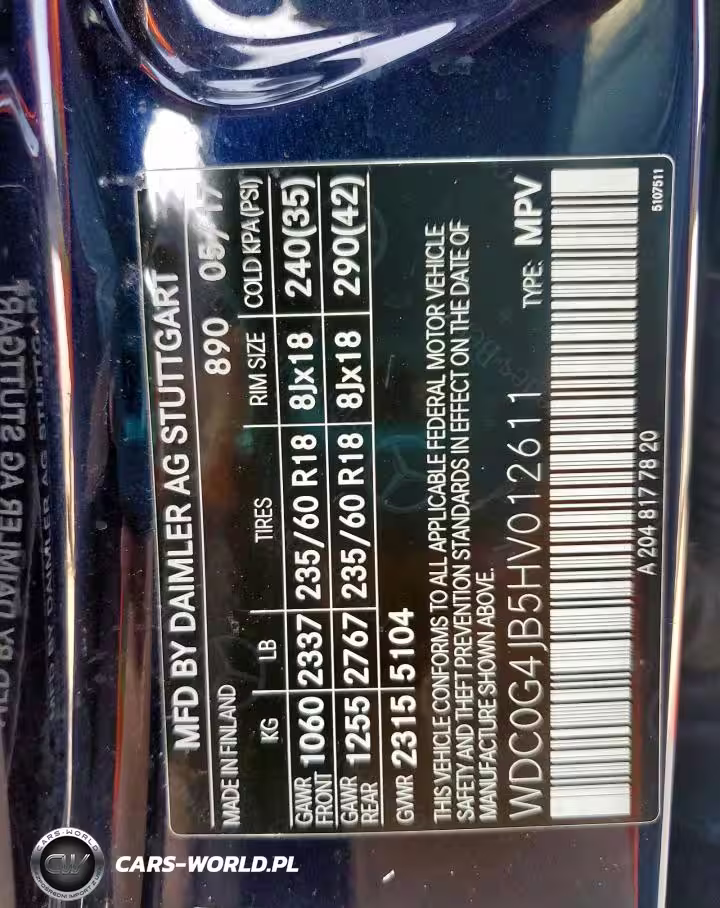 MFD BY DAIMLER AG STUTTGART
MADE IN FINLAND 890 05/17
KG LB TIRES RIM SIZE COLD KPA(PSI)
GAWR FRONT 1060 2337 235/60 R18 8Jx18 240(35)
GAWR REAR 1255 2767 235/60 R18 8Jx18 290(42)
GVWR 2315 5104
THIS VEHICLE CONFORMS TO ALL APPLICABLE FEDERAL MOTOR VEHICLE
SAFETY AND THEFT PREVENTION STANDARDS IN EFFECT ON THE DATE OF
MANUFACTURE SHOWN ABOVE.
WDC0G4JB5HV012611 TYPE: MPV
A 204 817 78 20 5107511
CARS-WORLD
CW
CARS-WORLD.PL